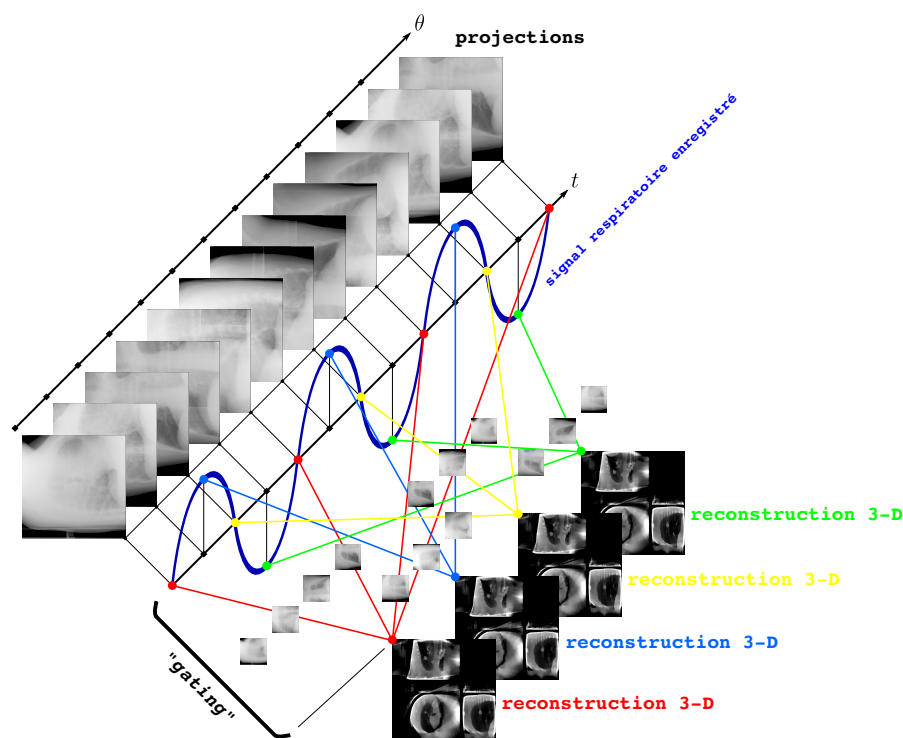 θ
projections
t
signal respiratoire enregistré
reconstruction 3-D
reconstruction 3-D
reconstruction 3-D
"gating"
reconstruction 3-D